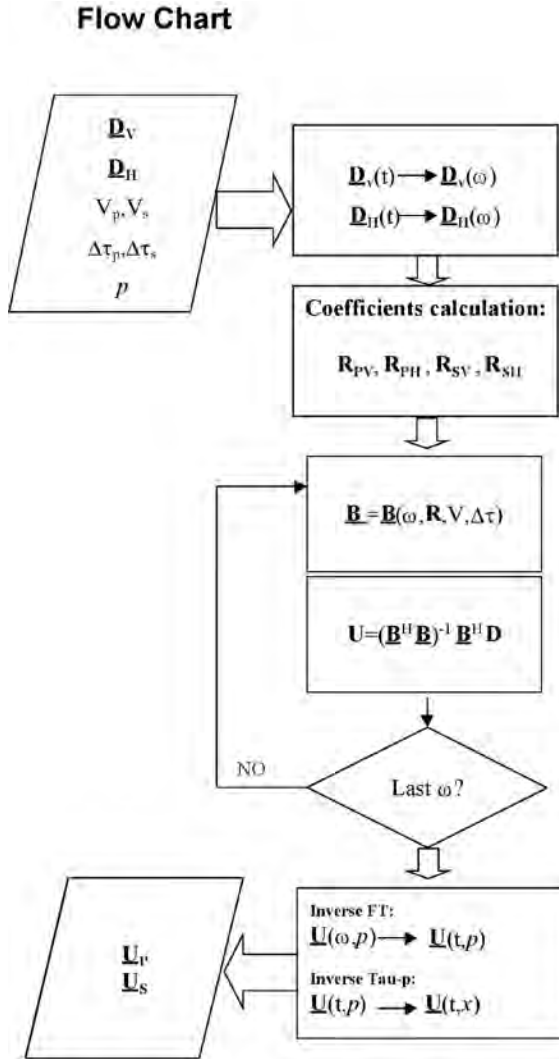 Flow Chart
D_V
D_H
V_p,V_s
Δτ_p,Δτ_s
p
D_v(t) → D_v(ω)
D_H(t) → D_H(ω)
Coefficients calculation:
R_PV, R_PH, R_SV, R_SH
B=B(ω,R,V,Δτ)
U=(B^H B)^-1 B^H D
NO
Last ω?
Inverse FT:
U(ω,p) → U(t,p)
Inverse Tau-p:
U(t,p) → U(t,x)
U_P
U_S